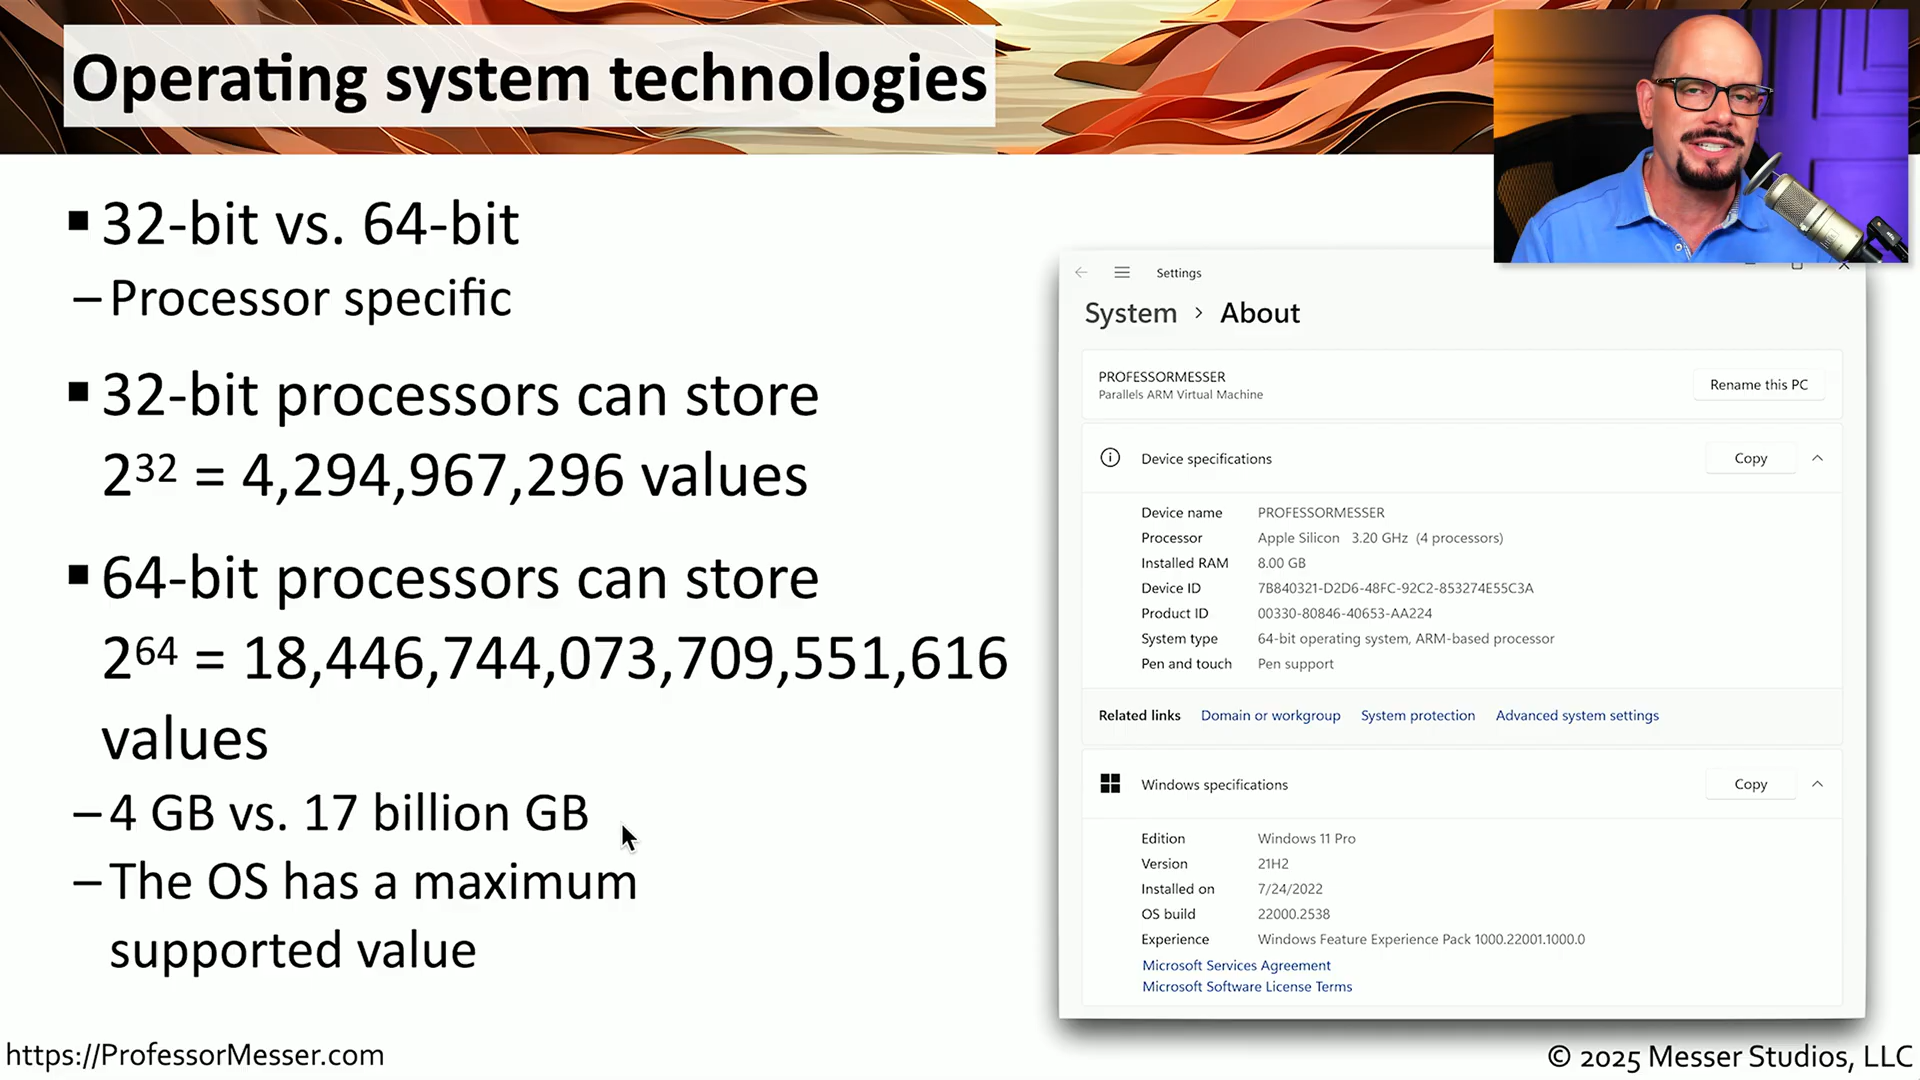 Operating system technologies
▪ 32-bit vs. 64-bit
– Processor specific
▪ 32-bit processors can store
2³² = 4,294,967,296 values
▪ 64-bit processors can store
2⁶⁴ = 18,446,744,073,709,551,616
values
– 4 GB vs. 17 billion GB
– The OS has a maximum
supported value
Settings
System > About
PROFESSORMESSER
Parallels ARM Virtual Machine
Rename this PC
Device specifications
Copy
Device name PROFESSORMESSER
Processor Apple Silicon 3.20 GHz (4 processors)
Installed RAM 8.00 GB
Device ID 7B840321-D2D6-48FC-92C2-853274E55C3A
Product ID 00330-80846-40653-AA224
System type 64-bit operating system, ARM-based processor
Pen and touch Pen support
Related links Domain or workgroup System protection Advanced system settings
Windows specifications
Copy
Edition Windows 11 Pro
Version 21H2
Installed on 7/24/2022
OS build 22000.2538
Experience Windows Feature Experience Pack 1000.22001.1000.0
Microsoft Services Agreement
Microsoft Software License Terms
https://ProfessorMesser.com
© 2025 Messer Studios, LLC